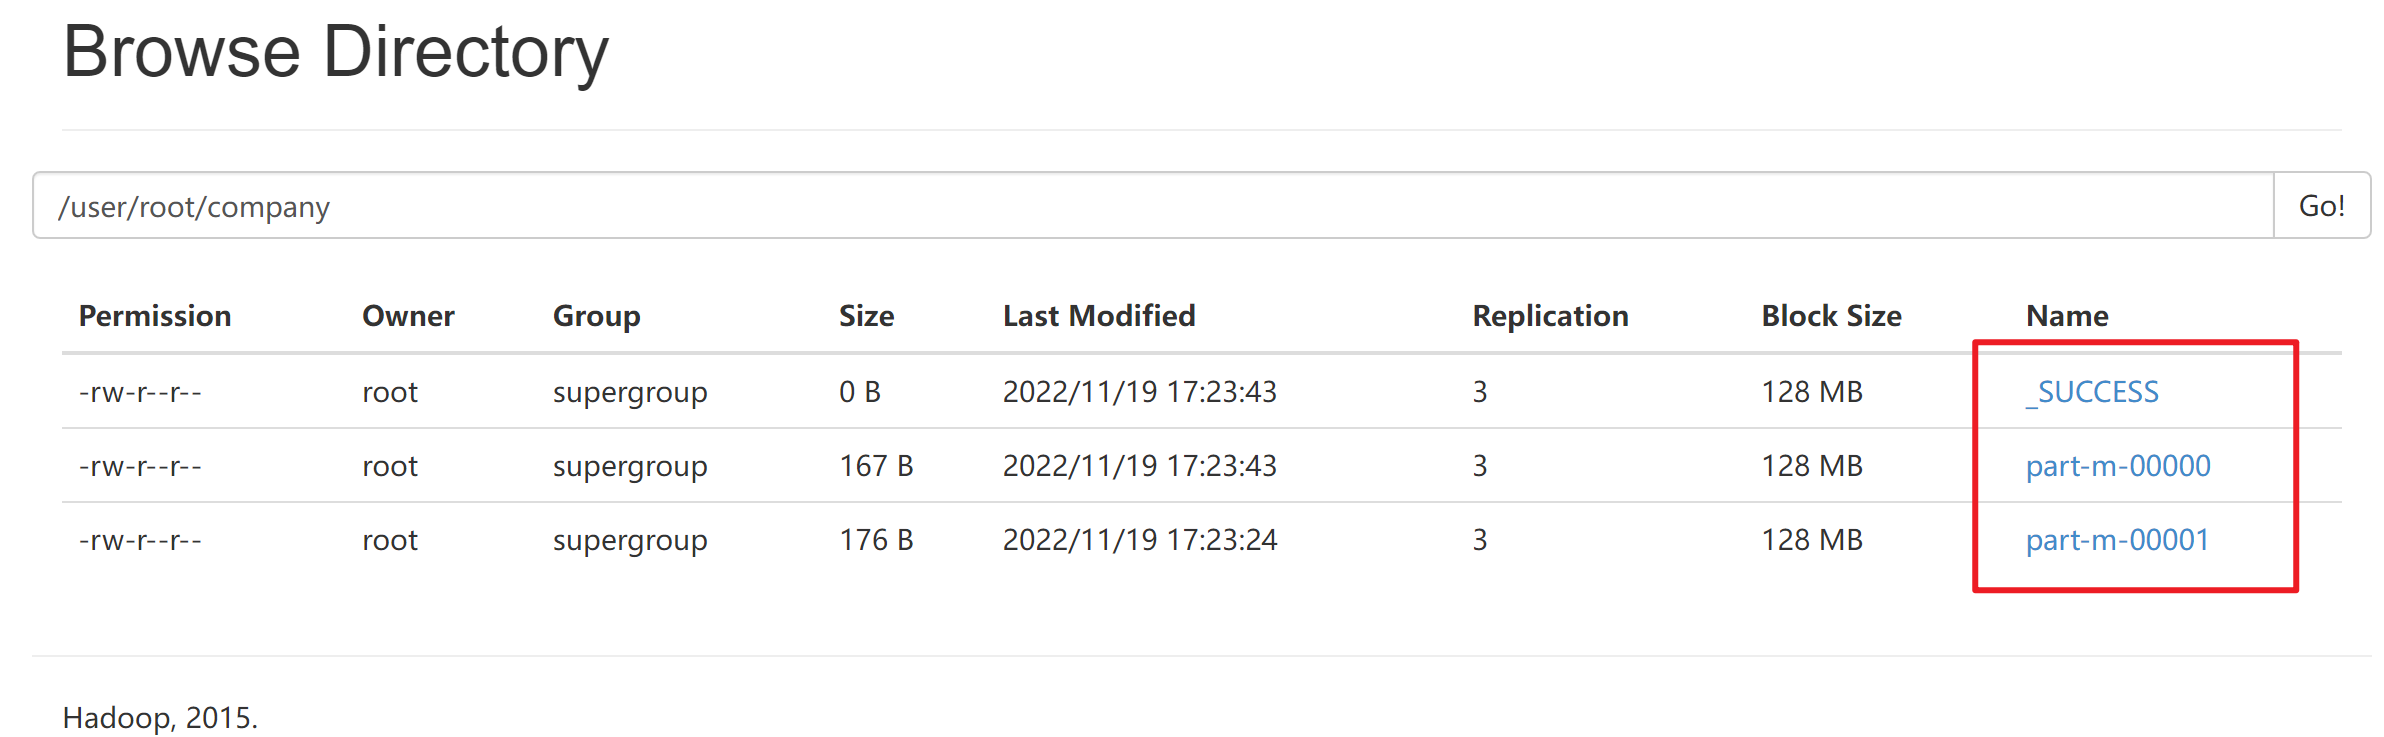 Browse Directory
/user/root/company Go!
Permission Owner Group Size Last Modified Replication Block Size Name
-rw-r--r-- root supergroup 0 B 2022/11/19 17:23:43 3 128 MB _SUCCESS
-rw-r--r-- root supergroup 167 B 2022/11/19 17:23:43 3 128 MB part-m-00000
-rw-r--r-- root supergroup 176 B 2022/11/19 17:23:24 3 128 MB part-m-00001
Hadoop, 2015.